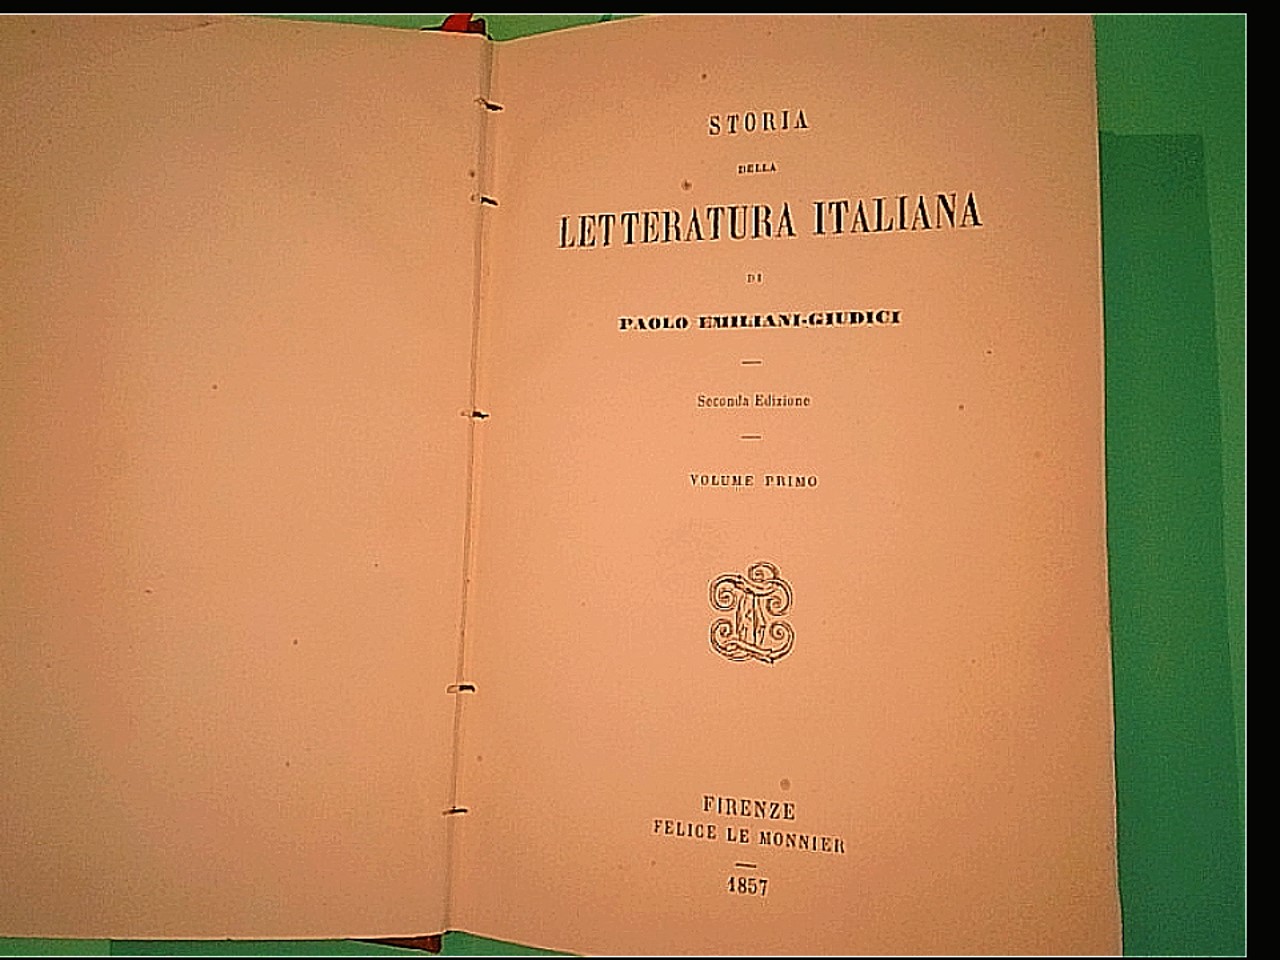 STORIA
DELLA
LETTERATURA ITALIANA
DI
PAOLO EMILIANI-GIUDICI
Seconda Edizione
VOLUME PRIMO
FIRENZE
FELICE LE MONNIER
1857